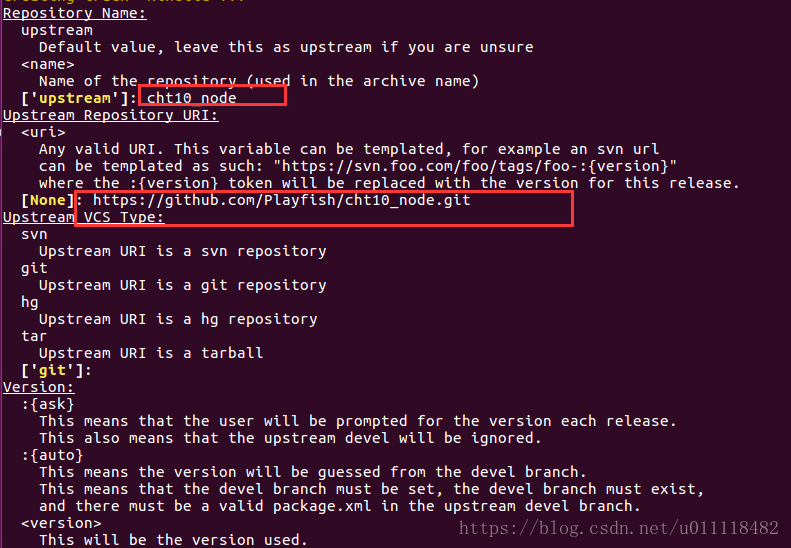 Repository Name:
upstream
Default value, leave this as upstream if you are unsure
<name>
Name of the repository (used in the archive name)
['upstream']: cht10_node
Upstream Repository URI:
<uri>
Any valid URI. This variable can be templated, for example an svn url
can be templated as such: "https://svn.foo.com/foo/tags/foo-:{version}"
where the :{version} token will be replaced with the version for this release.
[None]: https://github.com/Playfish/cht10_node.git
Upstream VCS Type:
svn
Upstream URI is a svn repository
git
Upstream URI is a git repository
hg
Upstream URI is a hg repository
tar
Upstream URI is a tarball
['git']:
Version:
:{ask}
This means that the user will be prompted for the version each release.
This also means that the upstream devel will be ignored.
:{auto}
This means the version will be guessed from the devel branch.
This means that the devel branch must be set, the devel branch must exist,
and there must be a valid package.xml in the upstream devel branch.
<version>
This will be the version used.
https://blog.csdn.net/u011118482